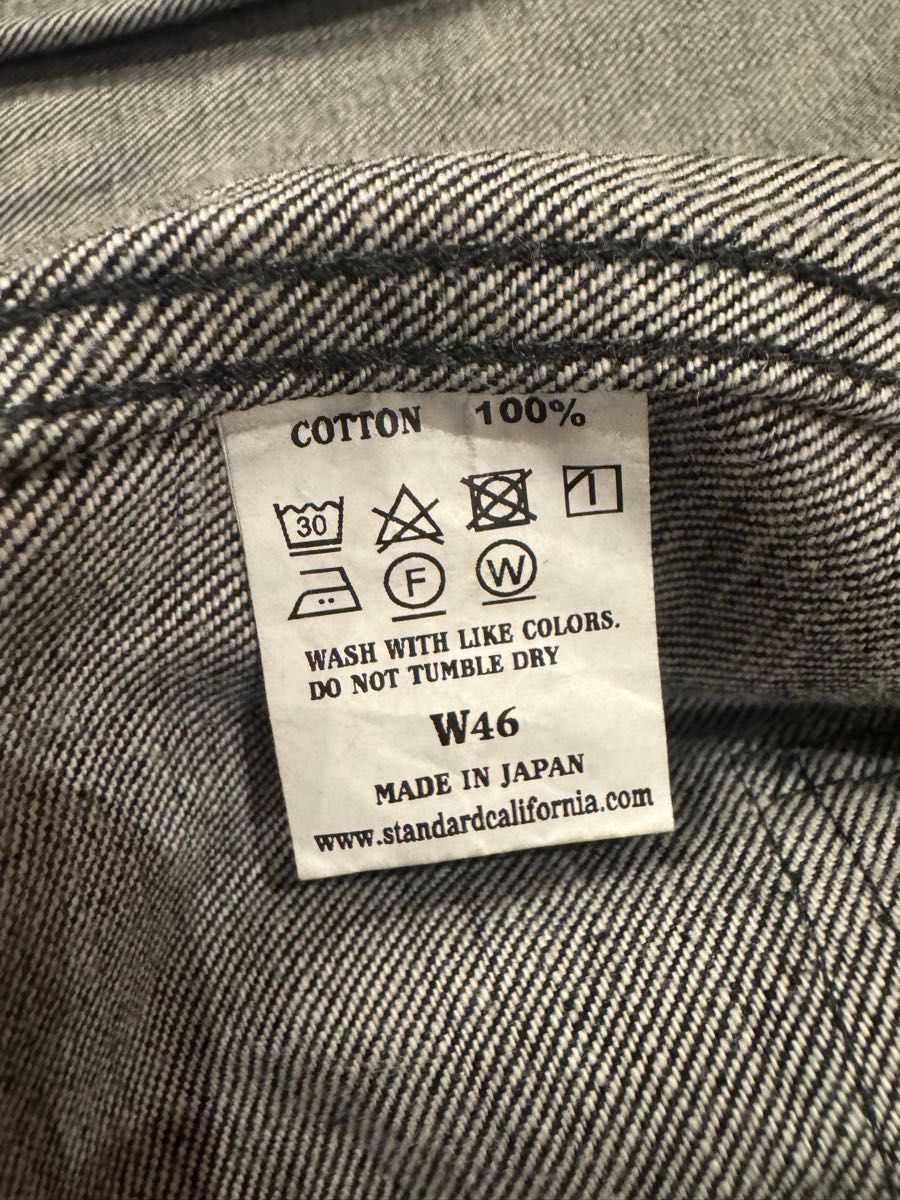 COTTON 100%
30
F W
WASH WITH LIKE COLORS.
DO NOT TUMBLE DRY
W46
MADE IN JAPAN
www.standardcalifornia.com